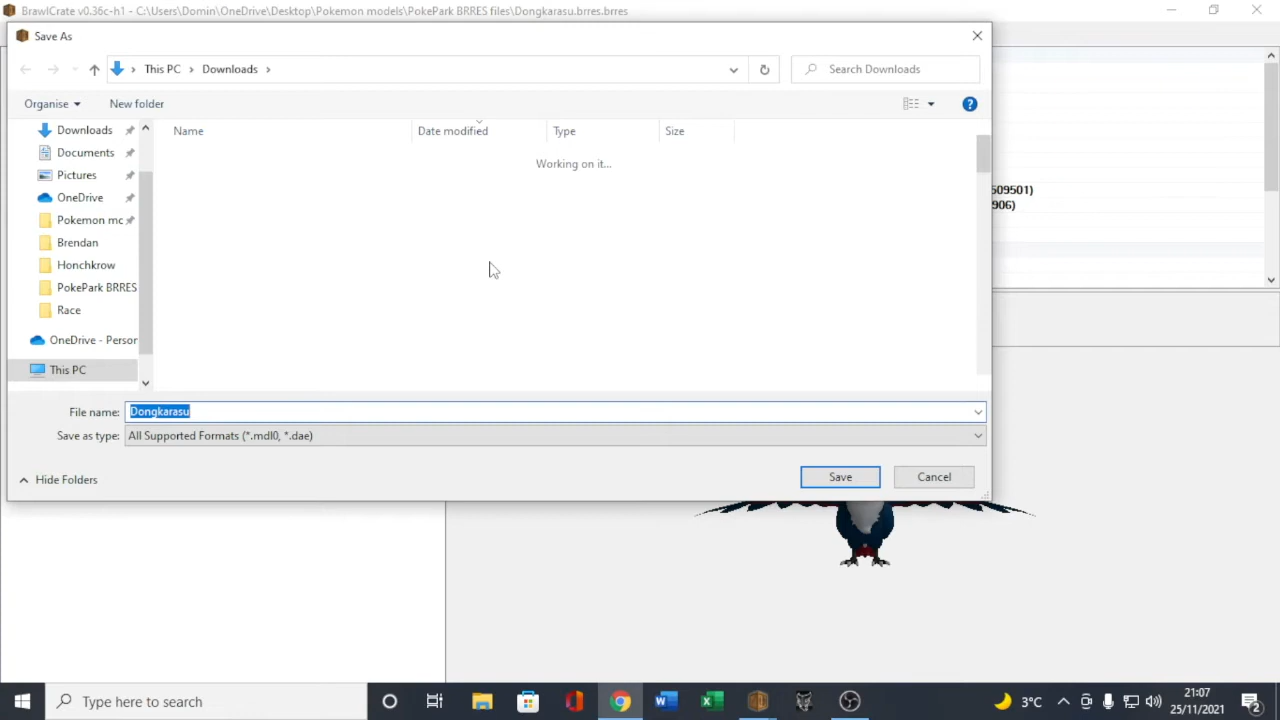 BrawlCrate v0.36c-h1 - C:\Users\Domin\OneDrive\Desktop\Pokemon models\PokePark BRRES files\Dongkarasu.brres.brres
Save As
This PC > Downloads >
Search Downloads
Organise
New folder
Name Date modified Type Size
Working on it...
Downloads
Documents
Pictures
OneDrive
Pokemon mc
Brendan
Honchkrow
PokePark BRRES
Race
OneDrive - Person
This PC
509501)
906)
File name: Dongkarasu
Save as type: All Supported Formats (*.mdl0, *.dae)
Hide Folders
Save
Cancel
Type here to search
3°C
21:07
25/11/2021
2